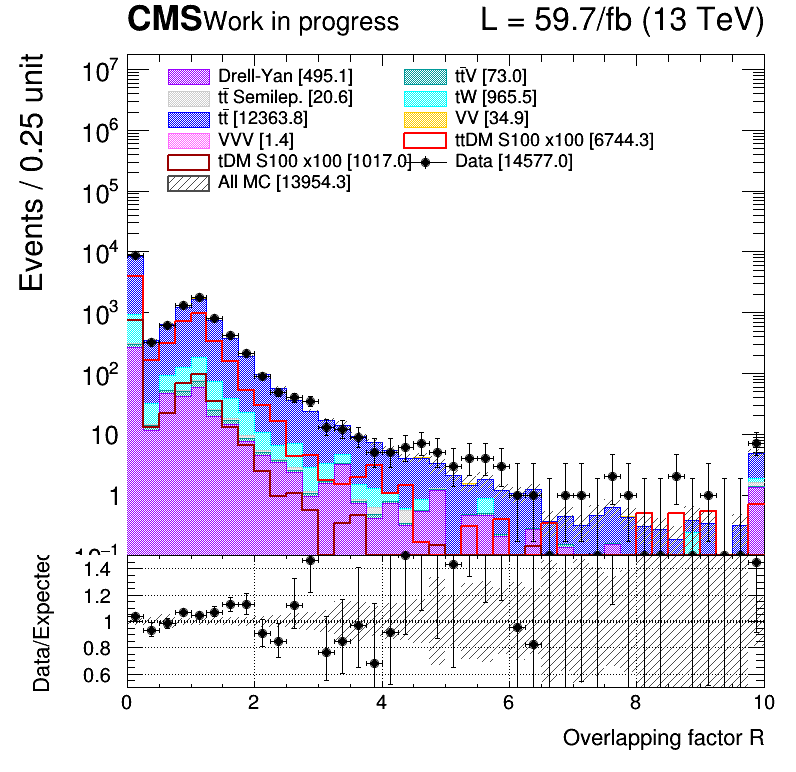 CMS Work in progress L = 59.7/fb (13 TeV)
Events / 0.25 unit
10⁷
10⁶
10⁵
10⁴
10³
10²
10
1
10⁻¹
Drell-Yan [495.1]
tt̄V [73.0]
tt̄ Semilep. [20.6]
tW [965.5]
tt̄ [12363.8]
VV [34.9]
VVV [1.4]
ttDM S100 x100 [6744.3]
tDM S100 x100 [1017.0]
Data [14577.0]
All MC [13954.3]
Data/Expected
1.4
1.2
1
0.8
0.6
0 2 4 6 8 10
Overlapping factor R